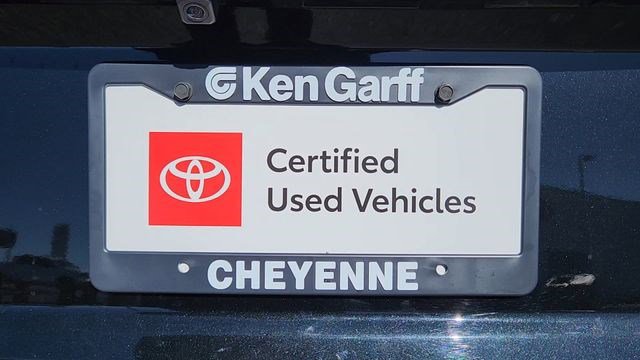 Ken Garff
Certified
Used Vehicles
CHEYENNE